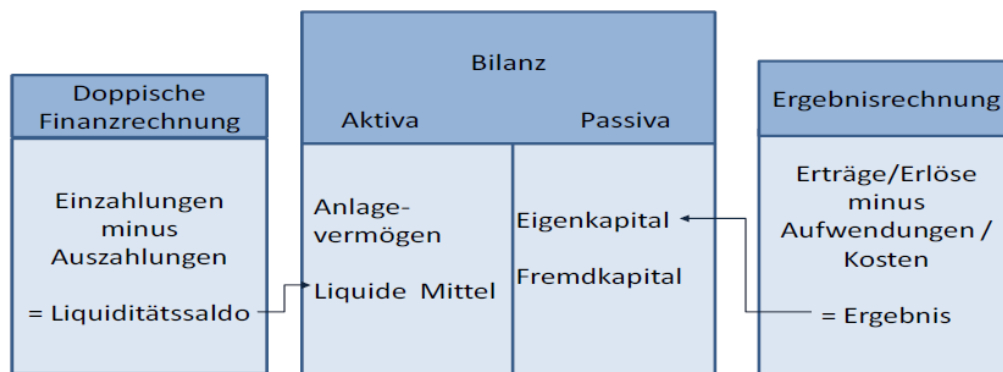 Doppische
Finanzrechnung
Einzahlungen
minus
Auszahlungen
= Liquiditätssaldo
Bilanz
Aktiva Passiva
Anlage-
vermögen
Liquide Mittel
Eigenkapital
Fremdkapital
Ergebnisrechnung
Erträge/Erlöse
minus
Aufwendungen /
Kosten
= Ergebnis